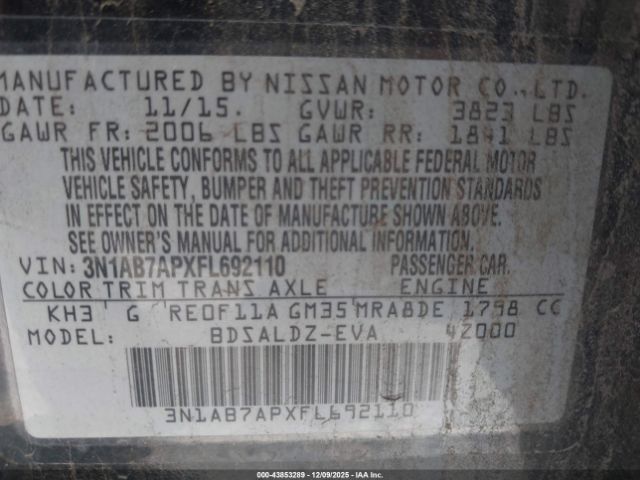 MANUFACTURED BY NISSAN MOTOR CO., LTD.
DATE: 11/15. GVWR: 3823 LBS
GAWR FR: 2006 LBS GAWR RR: 1841 LBS
THIS VEHICLE CONFORMS TO ALL APPLICABLE FEDERAL MOTOR
VEHICLE SAFETY, BUMPER AND THEFT PREVENTION STANDARDS
IN EFFECT ON THE DATE OF MANUFACTURE SHOWN ABOVE.
SEE OWNER'S MANUAL FOR ADDITIONAL INFORMATION.
VIN: 3N1AB7APXFL692110 PASSENGER CAR.
COLOR TRIM TRANS AXLE ENGINE
KH3 G RE0F11A GM35 MRA8DE 1798 CC
MODEL: BDSALDZ-EVA 42000
3N1AB7APXFL692110
© IAA 43853289 | 12/09/2025 - IAA, Inc.